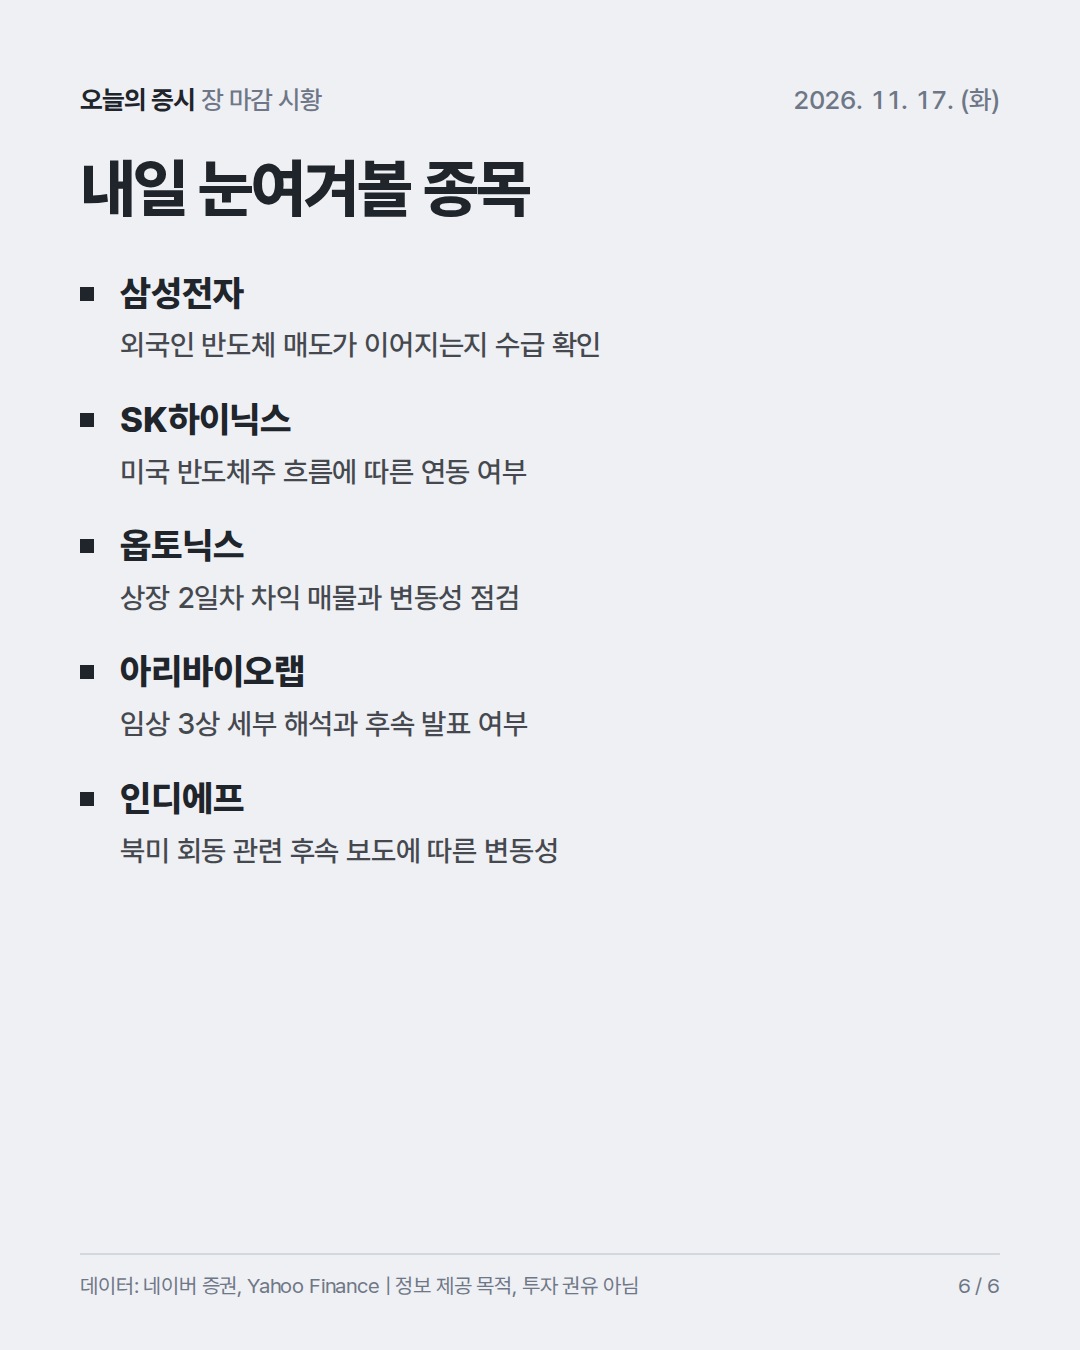 오늘의 증시 장 마감 시황
2026. 11. 17. (화)
내일 눈여겨볼 종목
삼성전자
외국인 반도체 매도가 이어지는지 수급 확인
SK하이닉스
미국 반도체주 흐름에 따른 연동 여부
옵토닉스
상장 2일차 차익 매물과 변동성 점검
아리바이오랩
임상 3상 세부 해석과 후속 발표 여부
인디에프
북미 회동 관련 후속 보도에 따른 변동성
데이터: 네이버 증권, Yahoo Finance | 정보 제공 목적, 투자 권유 아님
6 / 6